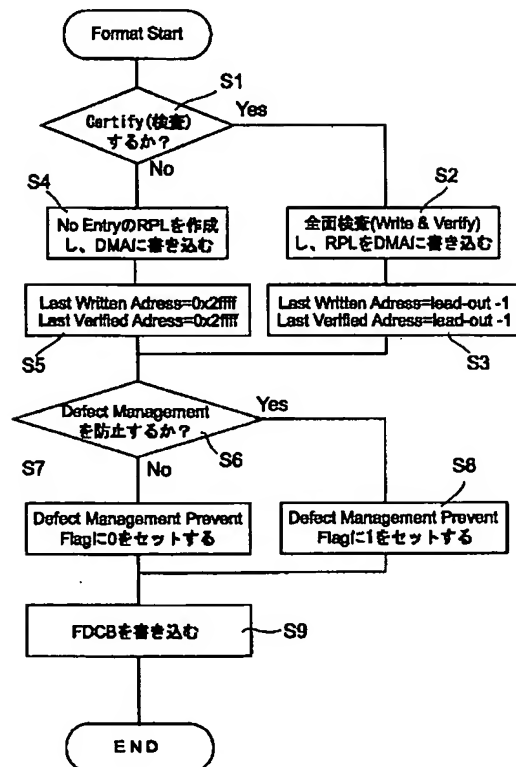 Format Start
S1
Certify(検査)
するか？
Yes
No
S4
No EntryのRPLを作成
し、DMAに書き込む
S2
全面検査(Write & Verify)
し、RPLをDMAに書き込む
Last Written Adress=0x2ffff
Last Verified Adress=0x2ffff
S5
Last Written Adress=lead-out -1
Last Verified Adress=lead-out -1
S3
Defect Management
を防止するか？
Yes
S6
S7
No
S8
Defect Management Prevent
Flagに0をセットする
Defect Management Prevent
Flagに1をセットする
FDCBを書き込む
S9
END